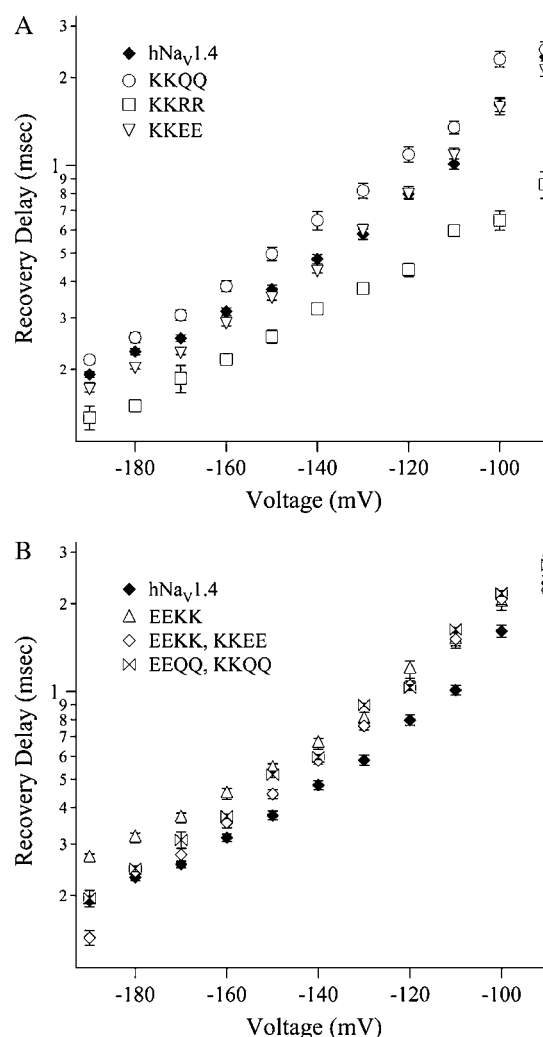 A
3
◆ hNaV1.4
○ KKQQ
□ KKRR
▽ KKEE
2
1
9
8
7
6
5
4
3
2
Recovery Delay (msec)
-180 -160 -140 -120 -100
Voltage (mV)
B
3
◆ hNaV1.4
△ EEKK
◇ EEKK, KKEE
⋈ EEQQ, KKQQ
2
1
9
8
7
6
5
4
3
2
Recovery Delay (msec)
-180 -160 -140 -120 -100
Voltage (mV)